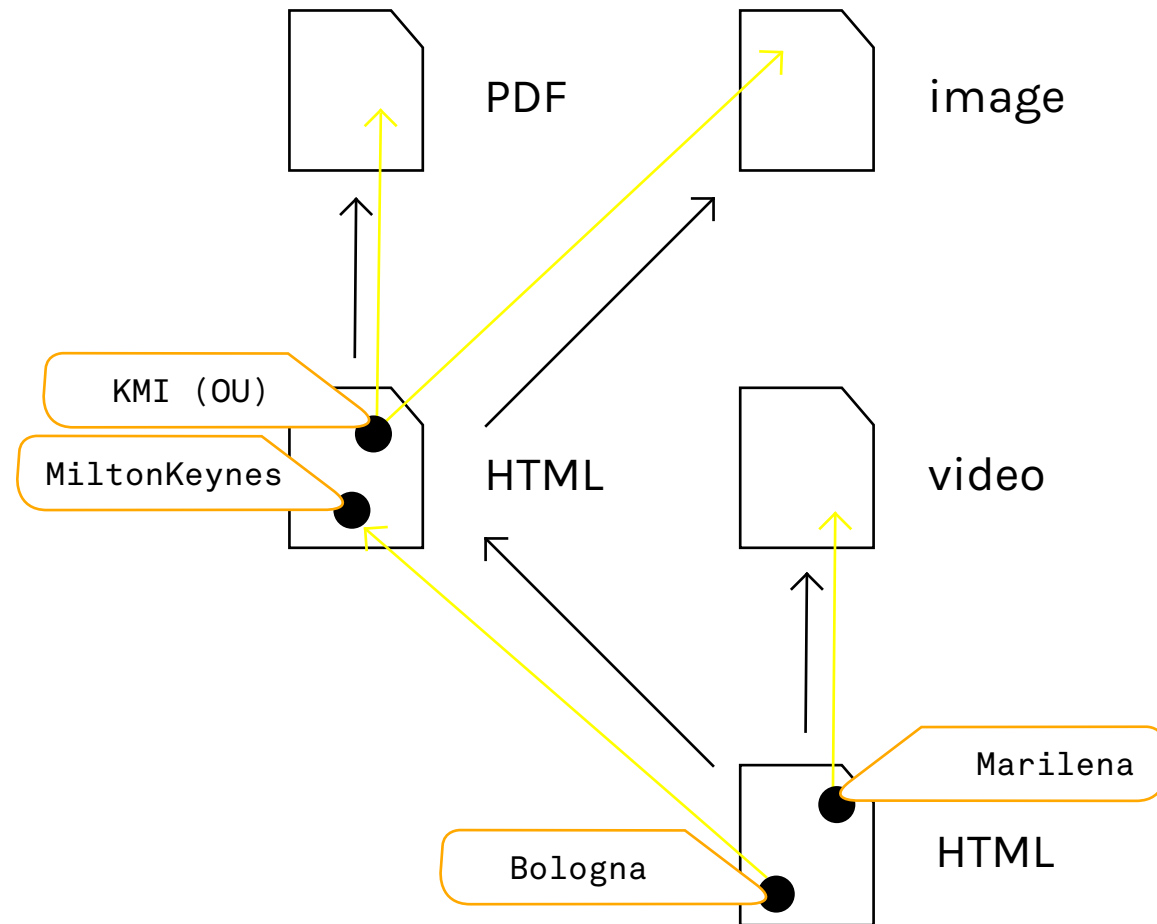 PDF
image
KMI (OU)
MiltonKeynes
HTML
video
Marilena
Bologna
HTML